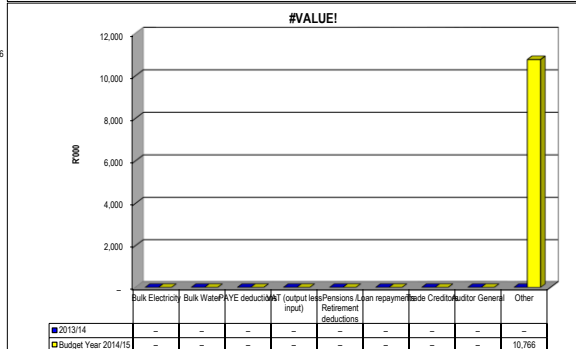 #VALUE!
6
12,000
10,000
8,000
6,000
4,000
2,000
–
R'000
Bulk Electricity Bulk Water PAYE deductions VAT (output less input) Pensions / Retirement deductions Loan repayments Trade Creditors Auditor General Other
2013/14 – – – – – – – – –
Budget Year 2014/15 – – – – – – – – 10,766